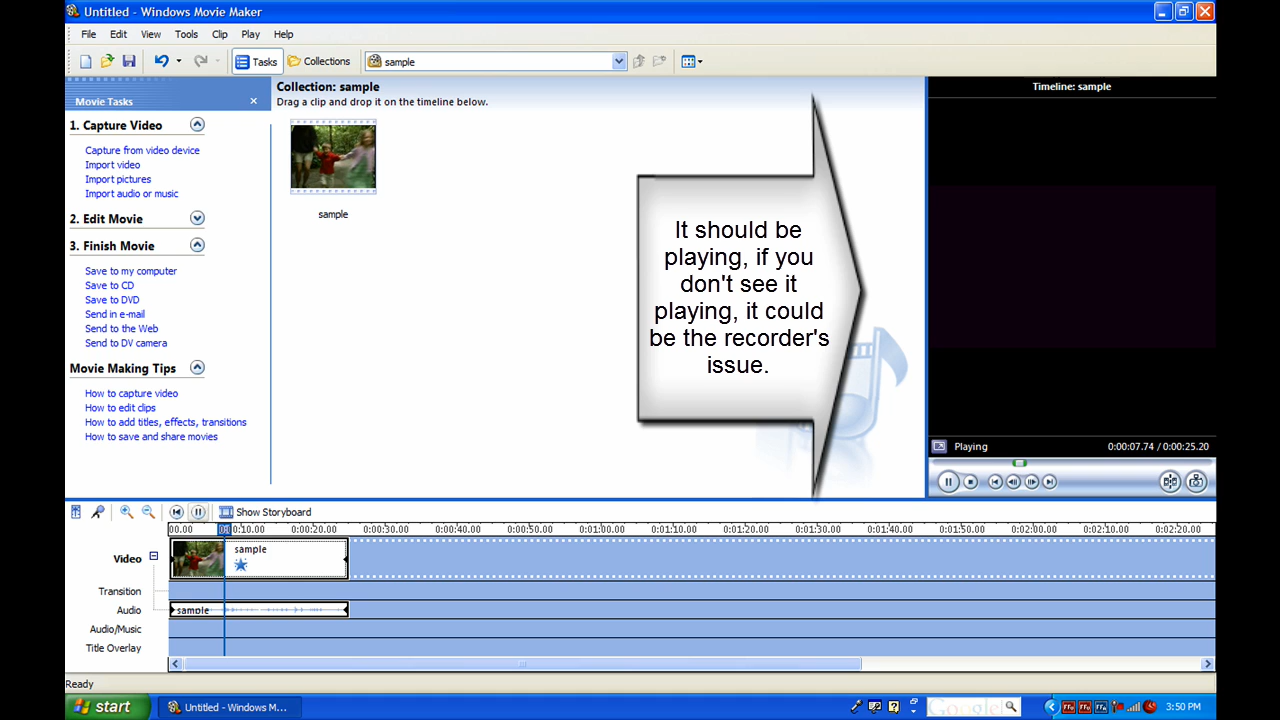 Untitled - Windows Movie Maker
File Edit View Tools Clip Play Help
Tasks Collections sample
Movie Tasks
1. Capture Video
Capture from video device
Import video
Import pictures
Import audio or music
2. Edit Movie
3. Finish Movie
Save to my computer
Save to CD
Save to DVD
Send in e-mail
Send to the Web
Send to DV camera
Movie Making Tips
How to capture video
How to edit clips
How to add titles, effects, transitions
How to save and share movies
Collection: sample
Drag a clip and drop it on the timeline below.
sample
It should be
playing, if you
don't see it
playing, it could
be the recorder's
issue.
Timeline: sample
Playing 0:00:07.74 / 0:00:25.20
Show Storyboard
00.00 0:10.00 0:00:20.00 0:00:30.00 0:00:40.00 0:00:50.00 0:01:00.00 0:01:10.00 0:01:20.00 0:01:30.00 0:01:40.00 0:01:50.00 0:02:00.00 0:02:10.00 0:02:20.00
Video sample
Transition
Audio sample
Audio/Music
Title Overlay
Ready
start Untitled - Windows M... Google 3:50 PM